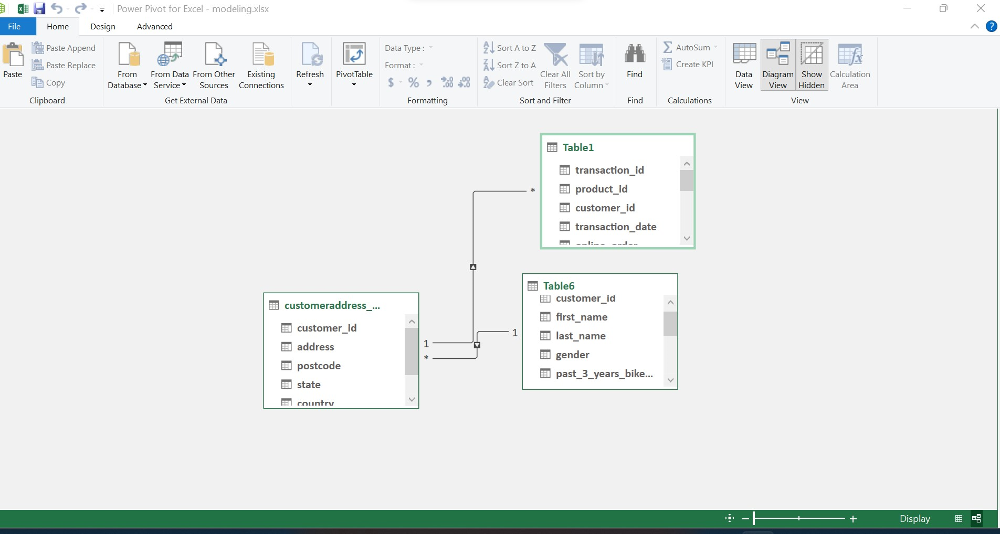 Power Pivot for Excel - modeling.xlsx
File Home Design Advanced
Paste
Paste Append
Paste Replace
Copy
Clipboard
From Database
From Data Service
From Other Sources
Existing Connections
Get External Data
Refresh
PivotTable
Data Type :
Format :
$ % , .00 .00
Formatting
Sort A to Z
Sort Z to A
Clear Sort
Clear All Filters
Sort by Column
Sort and Filter
Find
Find
AutoSum
Create KPI
Calculations
Data View
Diagram View
Show Hidden
Calculation Area
View
Table1
transaction_id
product_id
customer_id
transaction_date
online_order
*
Table6
customer_id
first_name
last_name
gender
past_3_years_bike...
1
customeraddress_...
customer_id
address
postcode
state
country
1
*
Display